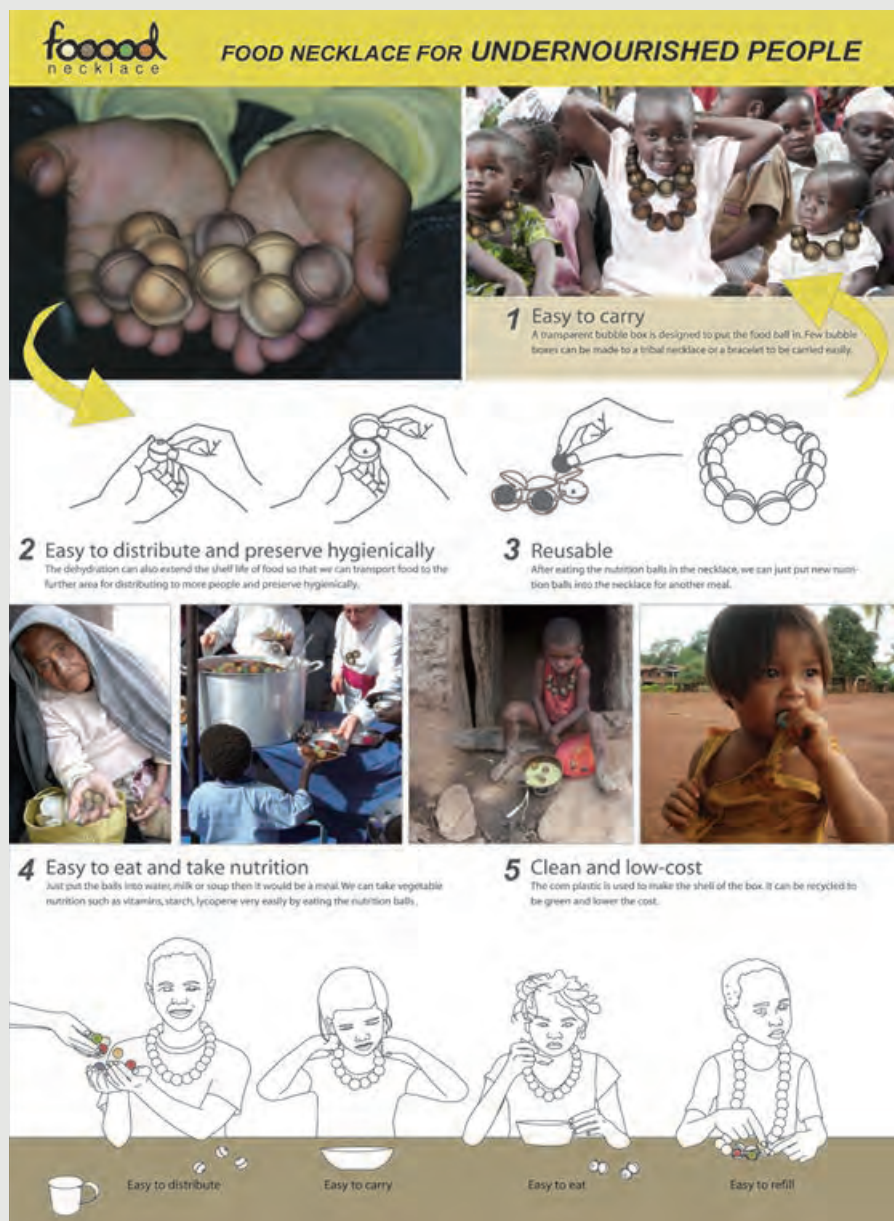 fooood
necklace
FOOD NECKLACE FOR UNDERNOURISHED PEOPLE
1 Easy to carry
A transparent bubble box is designed to put the food ball in. Few bubble
boxes can be made to a tribal necklace or a bracelet to be carried easily.
2 Easy to distribute and preserve hygienically
The dehydration can also extend the shelf life of food so that we can transport food to the
further area for distributing to more people and preserve hygienically.
3 Reusable
After eating the nutrition balls in the necklace, we can just put new nutri-
tion balls into the necklace for another meal.
4 Easy to eat and take nutrition
Just put the balls into water, milk or soup then it would be a meal. We can take vegetable
nutrition such as vitamins, starch, lycopene very easily by eating the nutrition balls.
5 Clean and low-cost
The corn plastic is used to make the shell of the box. It can be recycled to
be green and lower the cost.
Easy to distribute
Easy to carry
Easy to eat
Easy to refill